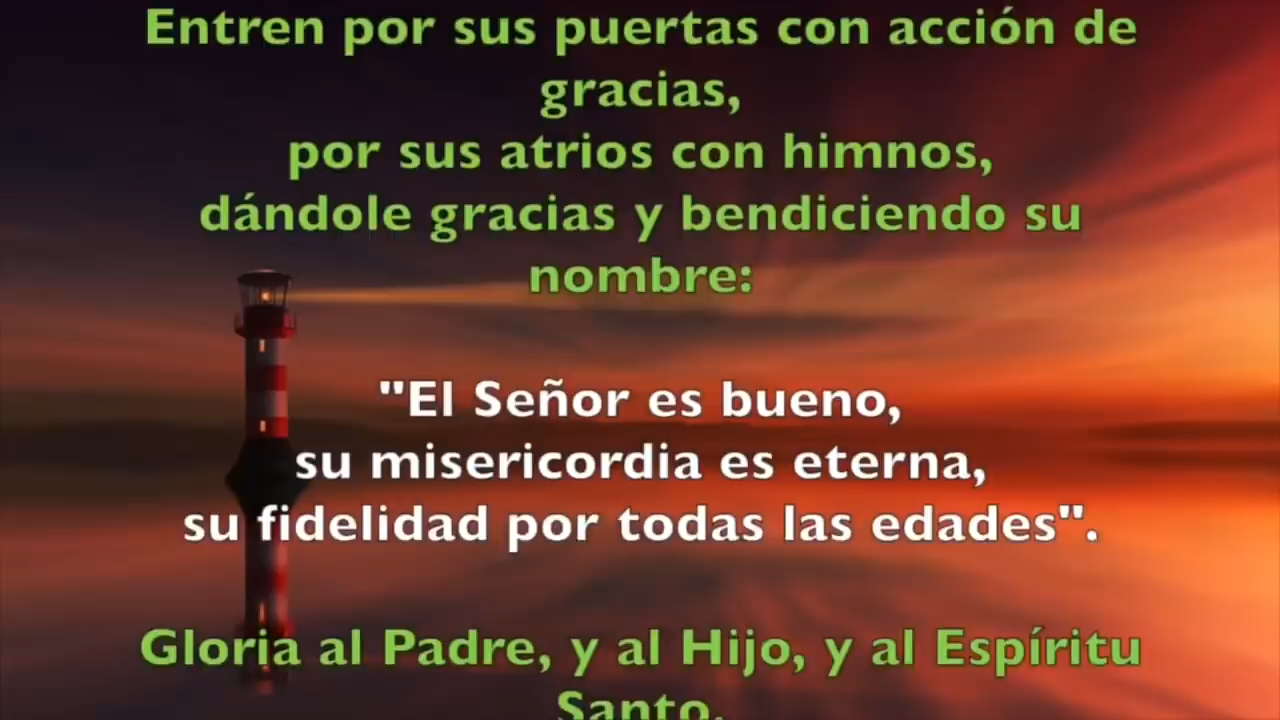 Entren por sus puertas con acción de
gracias,
por sus atrios con himnos,
dándole gracias y bendiciendo su
nombre:
"El Señor es bueno,
su misericordia es eterna,
su fidelidad por todas las edades".
Gloria al Padre, y al Hijo, y al Espíritu
Santo.